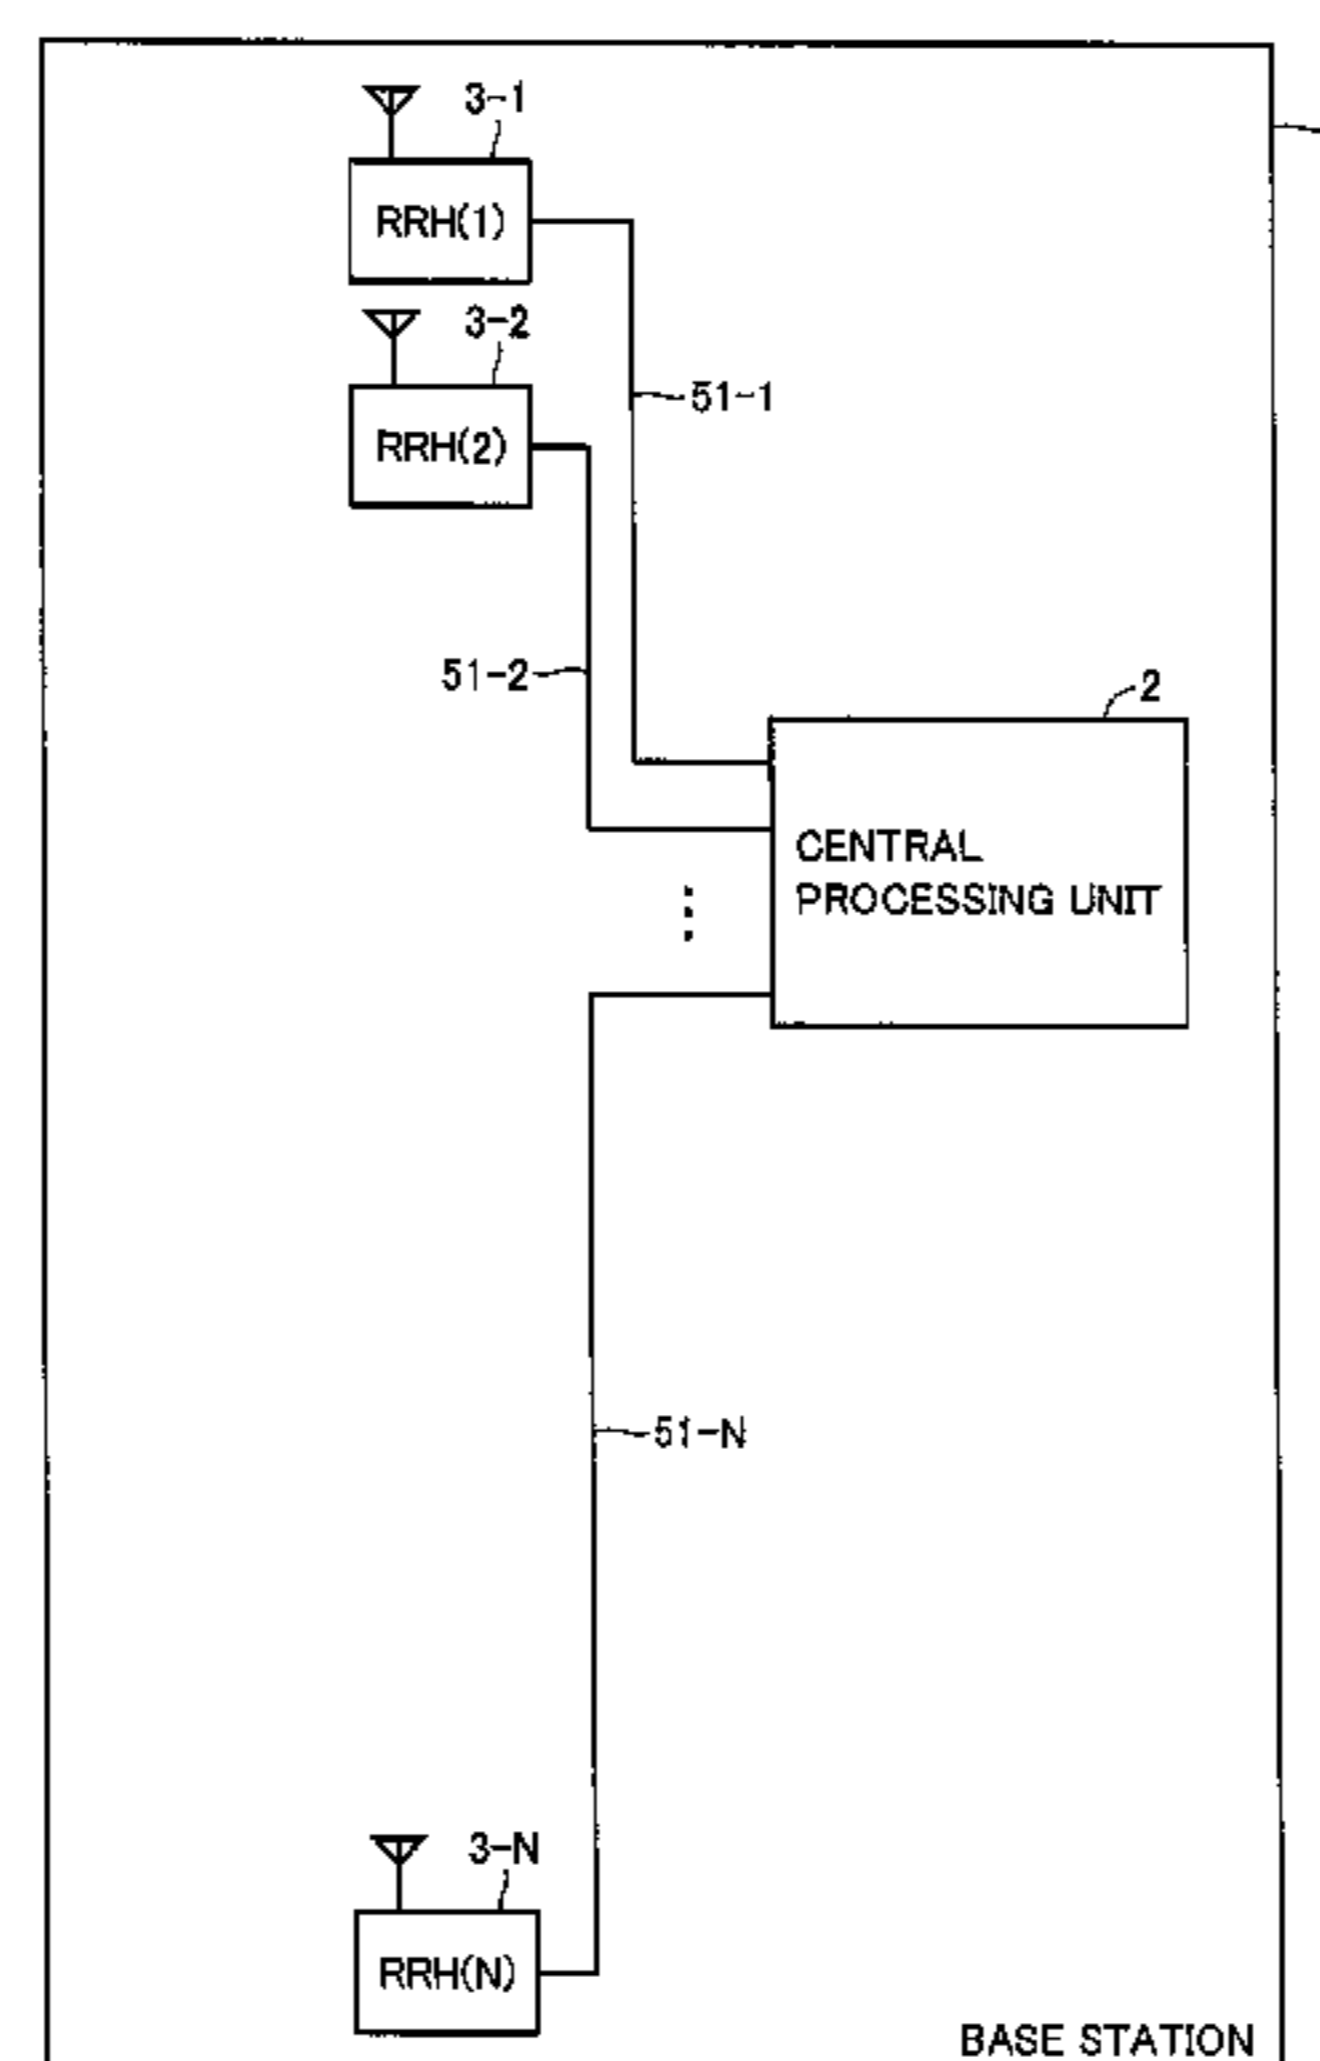 3-1
RRH(1)
3-2
51-1
RRH(2)
51-2
2
CENTRAL
PROCESSING UNIT
51-N
3-N
RRH(N)
BASE STATION